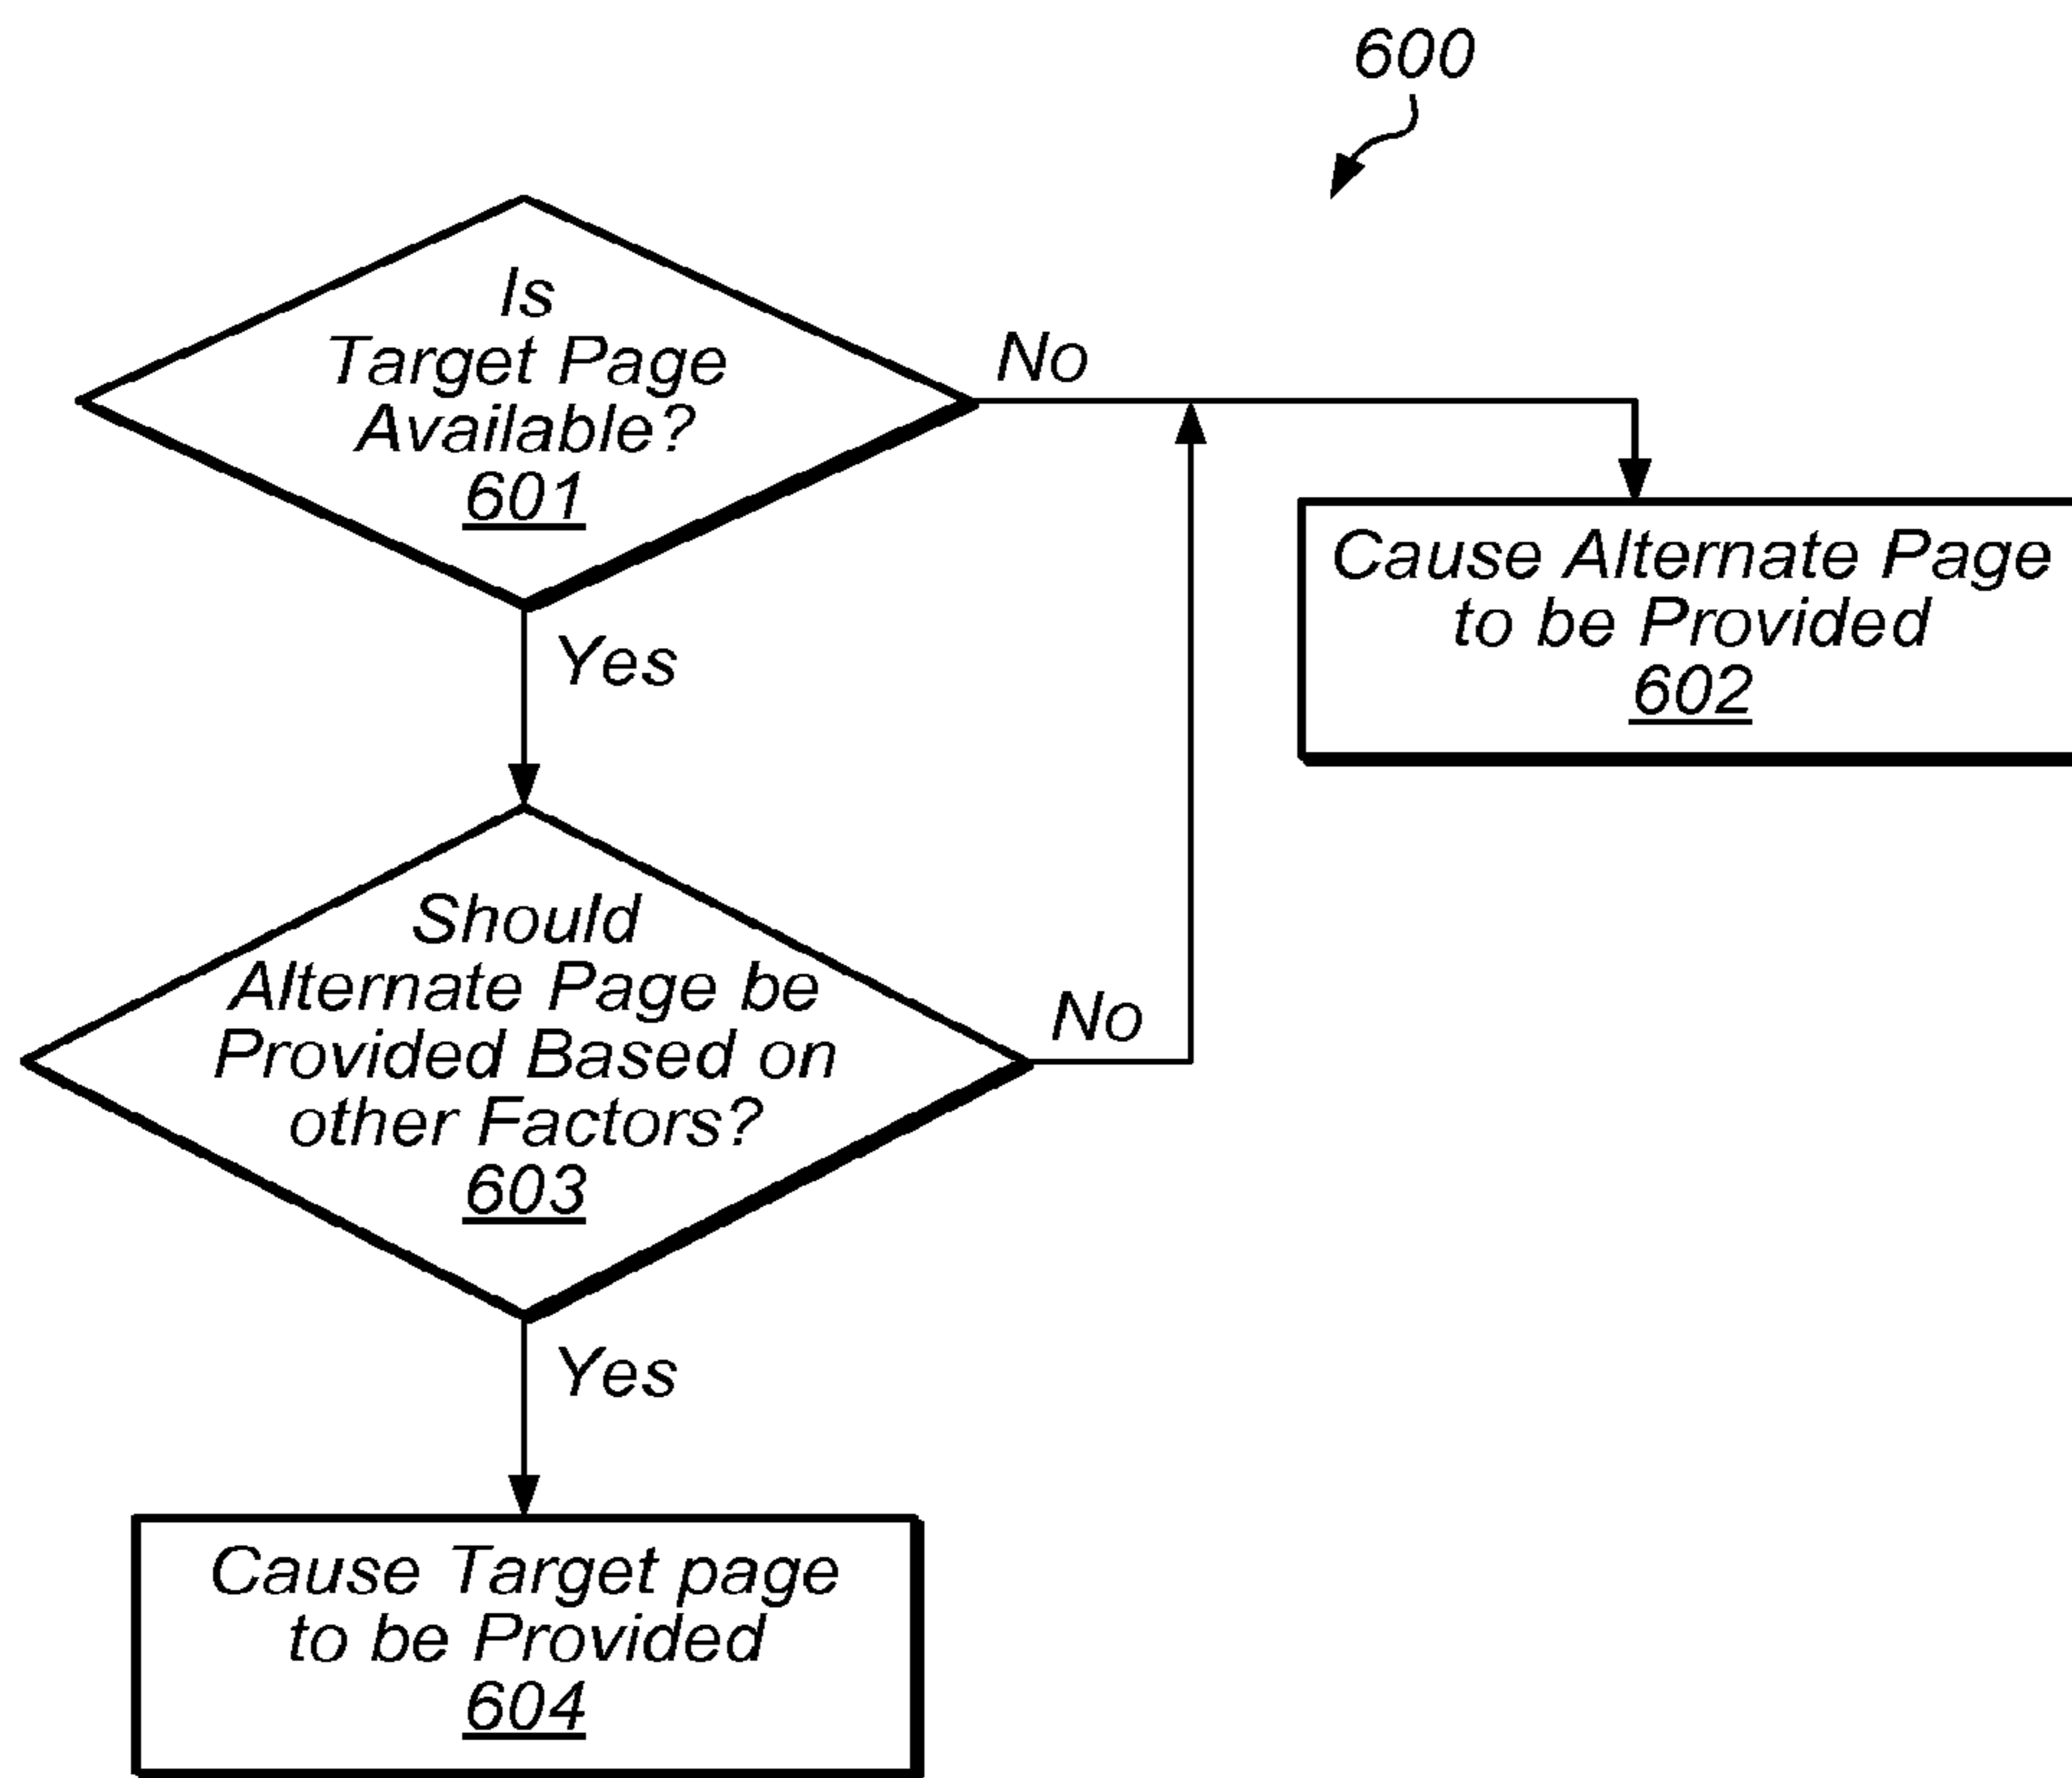 600
Is
Target Page
Available?
601
No
Cause Alternate Page
to be Provided
602
Yes
Should
Alternate Page be
Provided Based on
other Factors?
603
No
Yes
Cause Target page
to be Provided
604